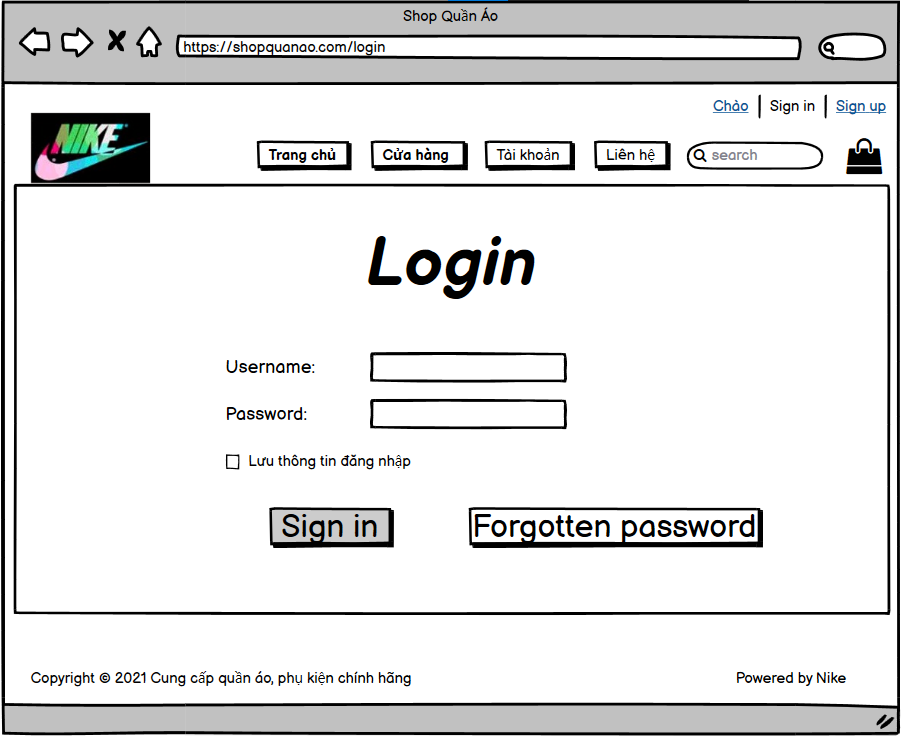 Shop Quần Áo
https://shopquanao.com/login
Chào Sign in Sign up
NIKE
Trang chủ Cửa hàng Tài khoản Liên hệ search
Login
Username:
Password:
Lưu thông tin đăng nhập
Sign in Forgotten password
Copyright © 2021 Cung cấp quần áo, phụ kiện chính hãng Powered by Nike